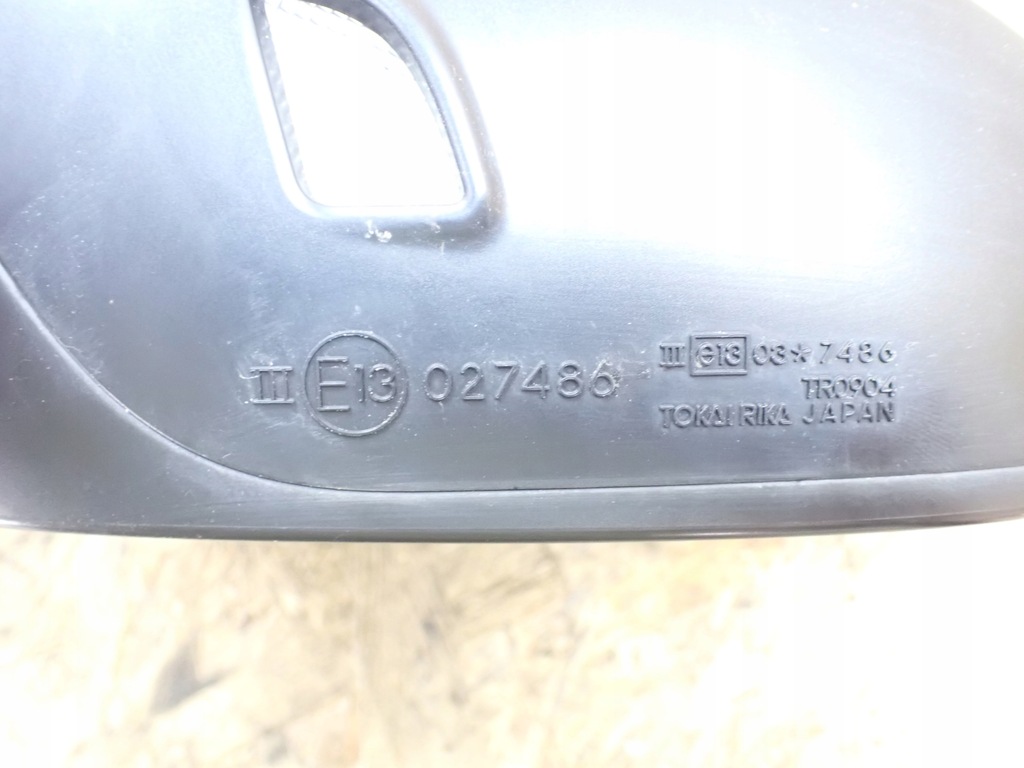 III E13 027486
III e13 03*7486
TR0904
TOKAI RIKA JAPAN